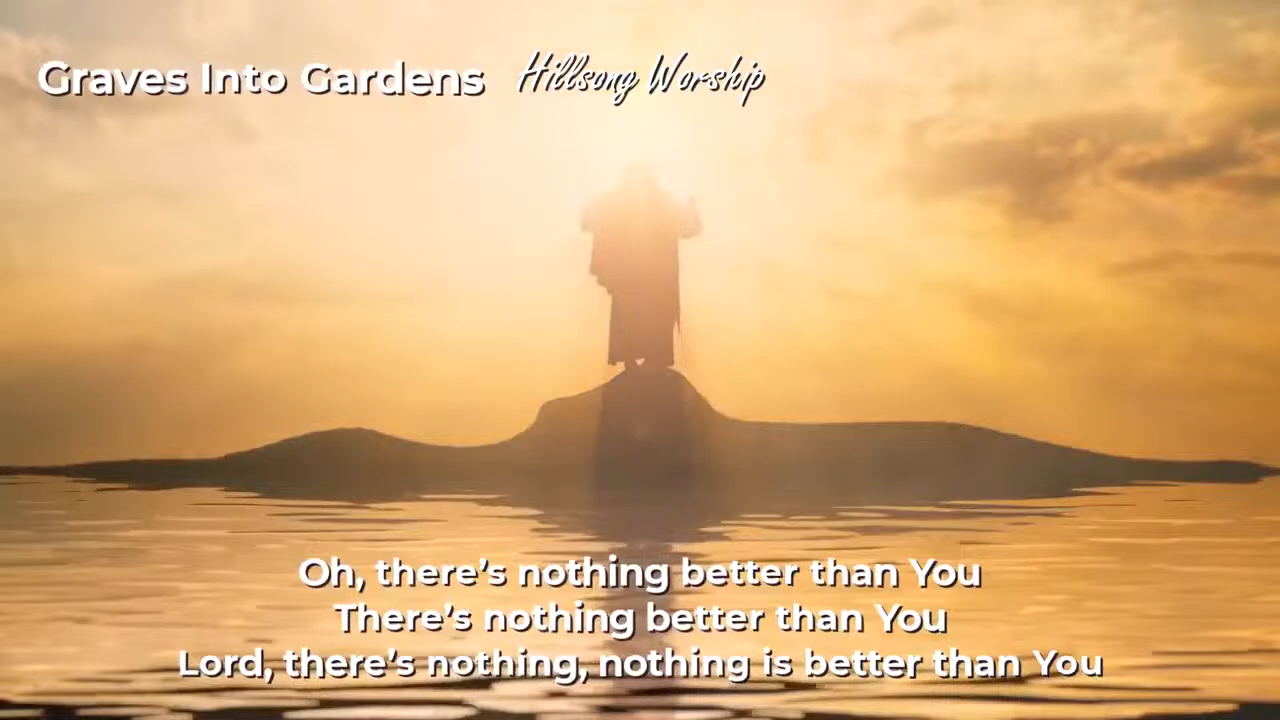 Graves Into Gardens Hillsong Worship
Oh, there's nothing better than You
There's nothing better than You
Lord, there's nothing, nothing is better than You